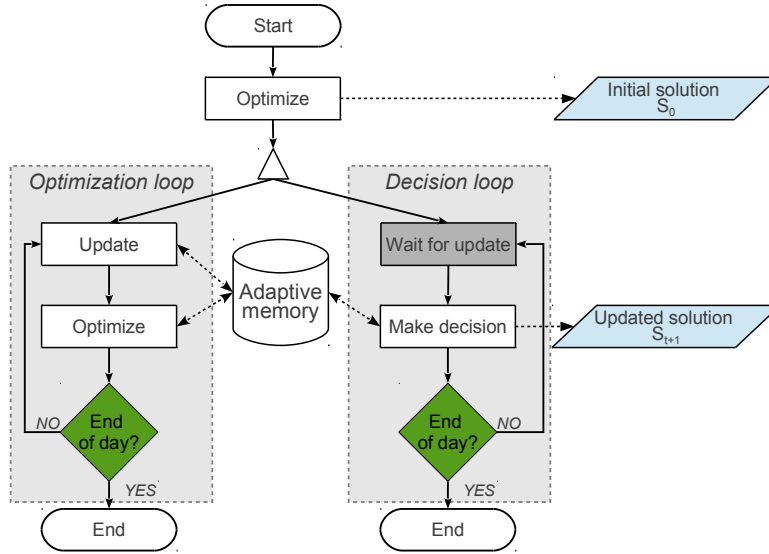 Start
Optimize
Initial solution
S0
Optimization loop
Decision loop
Update
Wait for update
Adaptive
memory
Optimize
Make decision
Updated solution
St+1
End
of day?
NO
YES
End
of day?
NO
YES
End
End